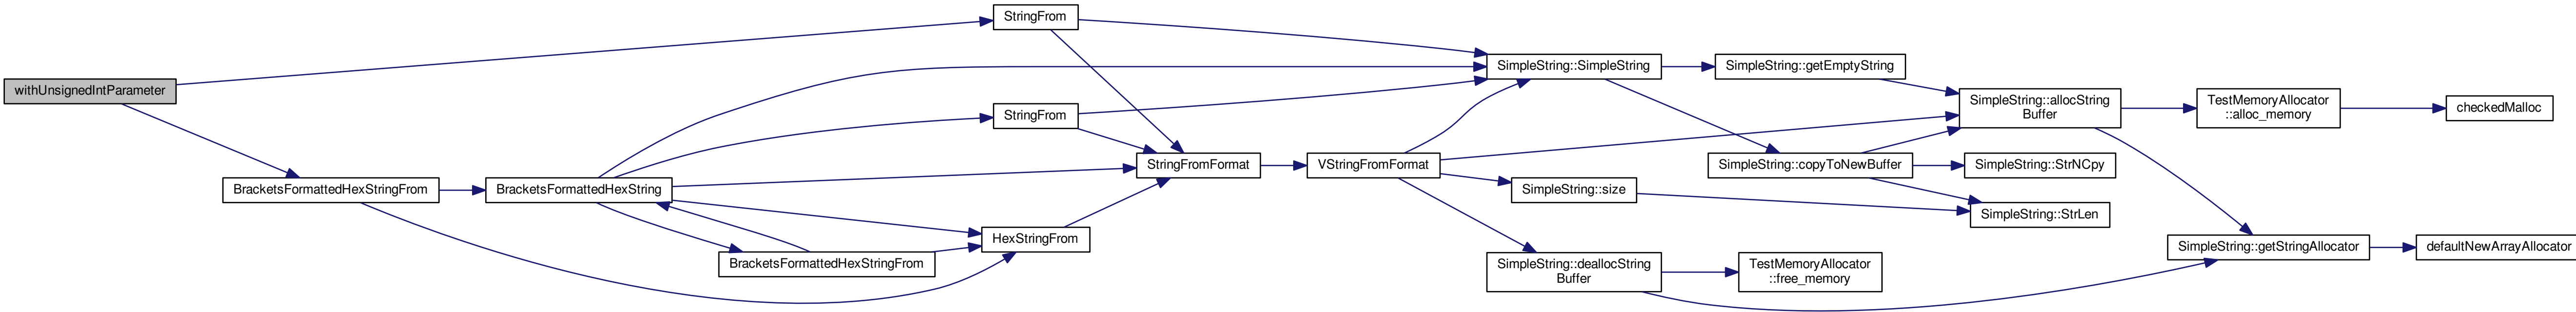 withUnsignedIntParameter
BracketsFormattedHexStringFrom
BracketsFormattedHexString
BracketsFormattedHexStringFrom
StringFrom
StringFrom
HexStringFrom
StringFromFormat
VStringFromFormat
SimpleString::SimpleString
SimpleString::size
SimpleString::deallocString
Buffer
SimpleString::getEmptyString
SimpleString::copyToNewBuffer
TestMemoryAllocator
::free_memory
SimpleString::allocString
Buffer
SimpleString::StrNCpy
SimpleString::StrLen
TestMemoryAllocator
::alloc_memory
SimpleString::getStringAllocator
checkedMalloc
defaultNewArrayAllocator